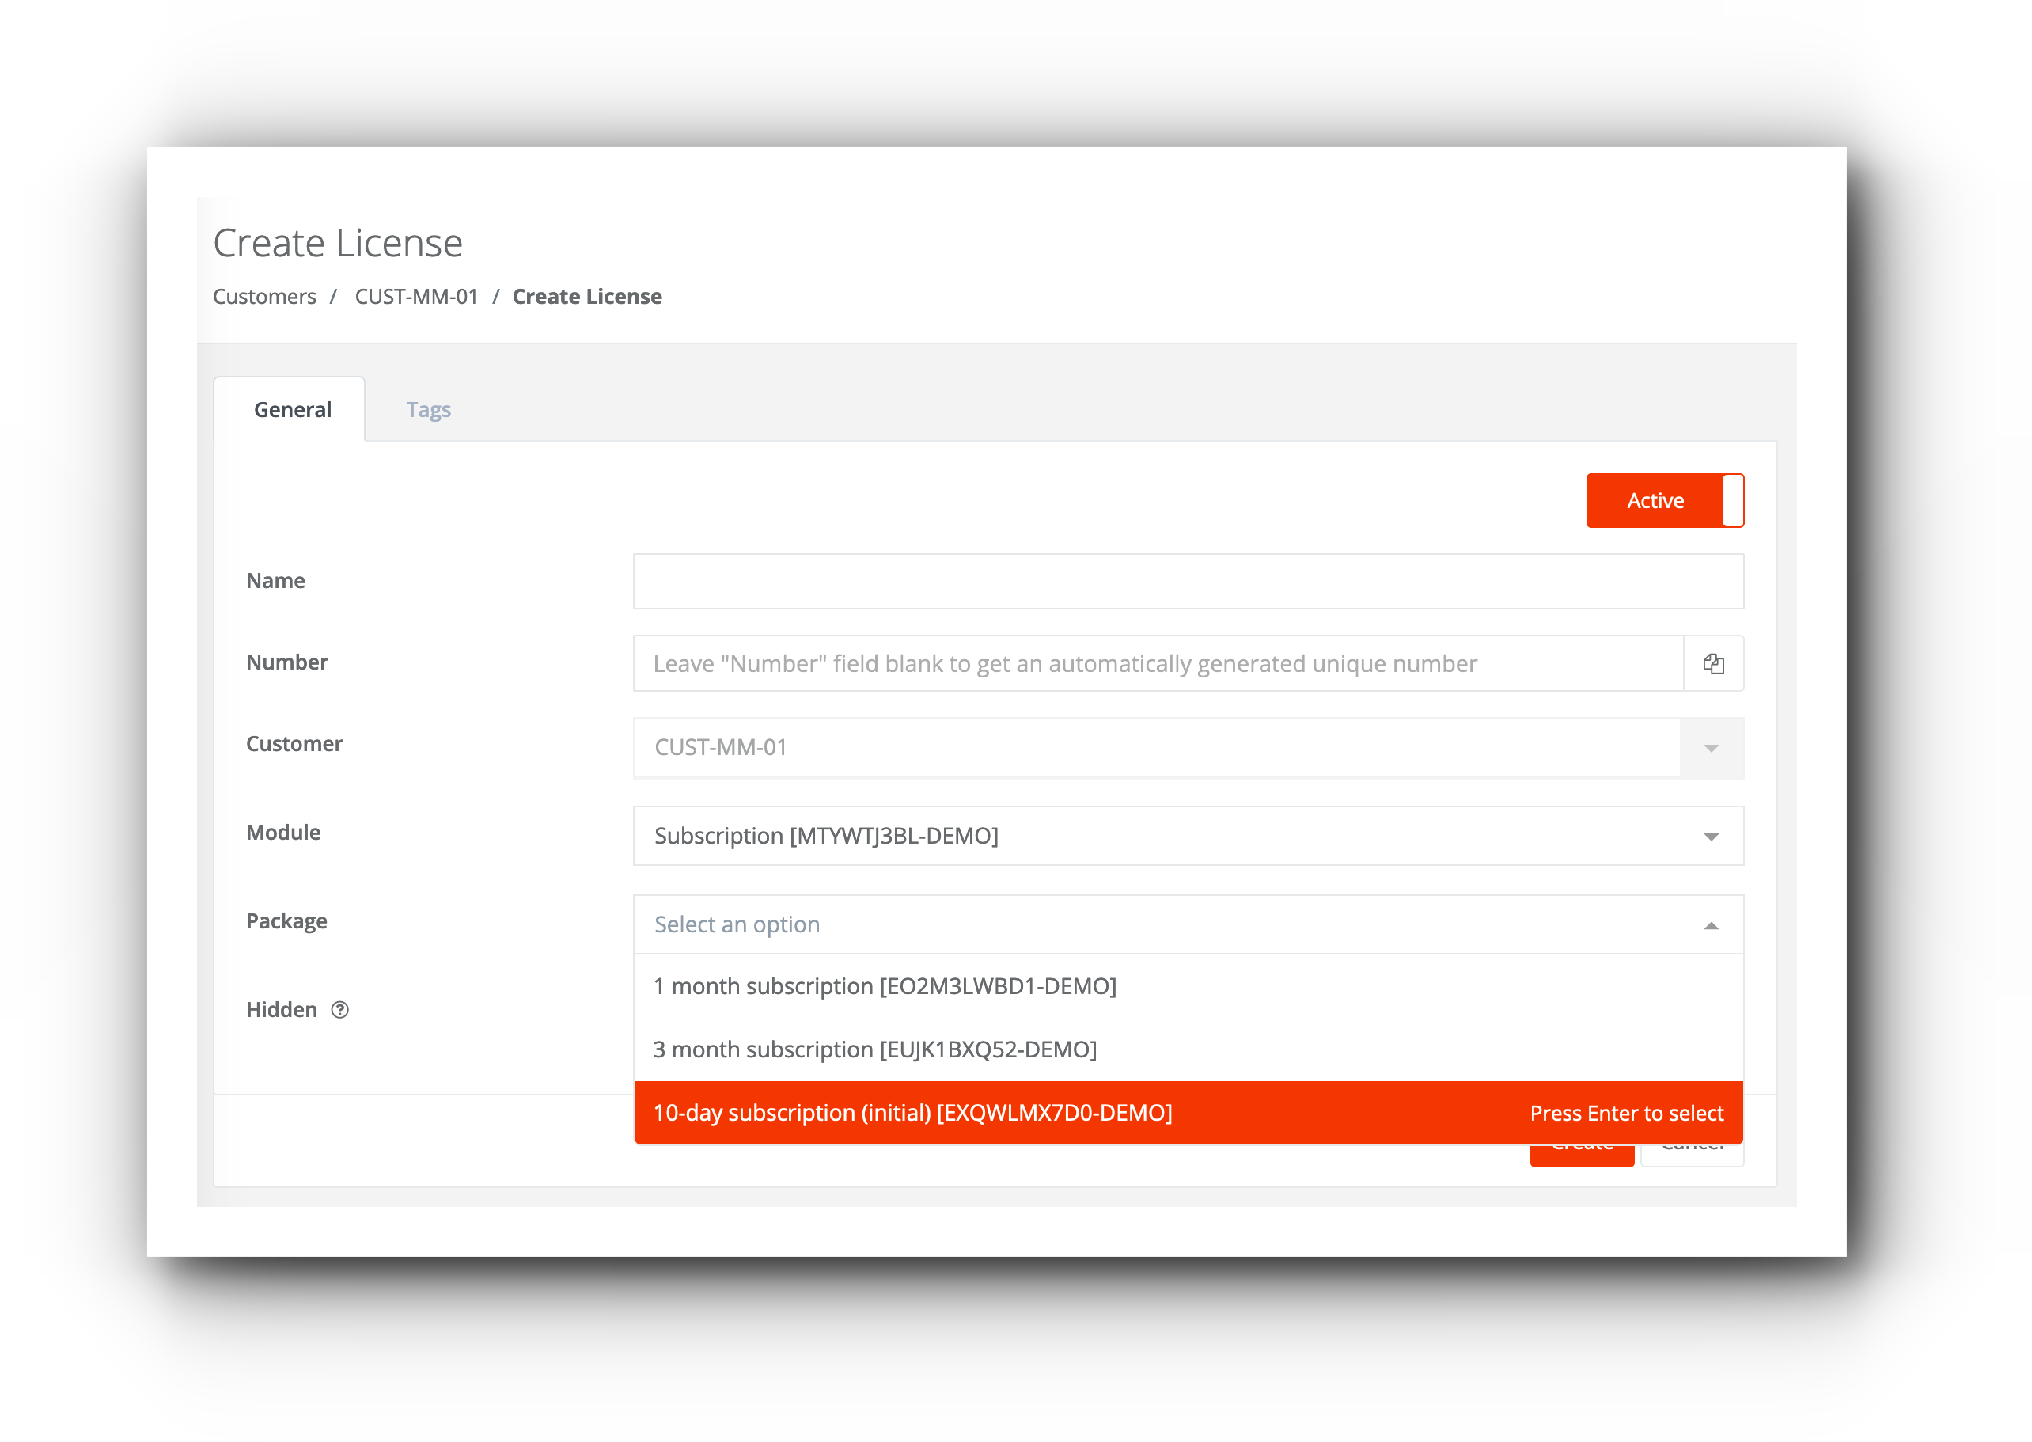 Create License
Customers / CUST-MM-01 / Create License
General Tags
Active
Name
Number Leave "Number" field blank to get an automatically generated unique number
Customer CUST-MM-01
Module Subscription [MTYWTJ3BL-DEMO]
Package Select an option
1 month subscription [EO2M3LWBD1-DEMO]
Hidden
3 month subscription [EUJK1BXQ52-DEMO]
10-day subscription (initial) [EXQWLMX7D0-DEMO] Press Enter to select
Create Cancel